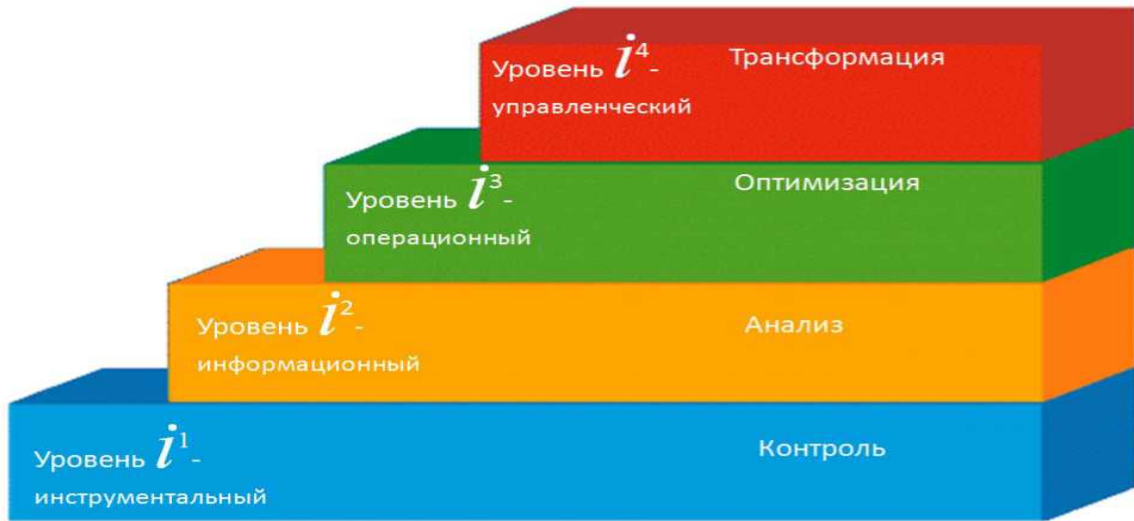 Уровень i⁴-
управленческий
Трансформация
Уровень i³-
операционный
Оптимизация
Уровень i²-
информационный
Анализ
Уровень i¹-
инструментальный
Контроль